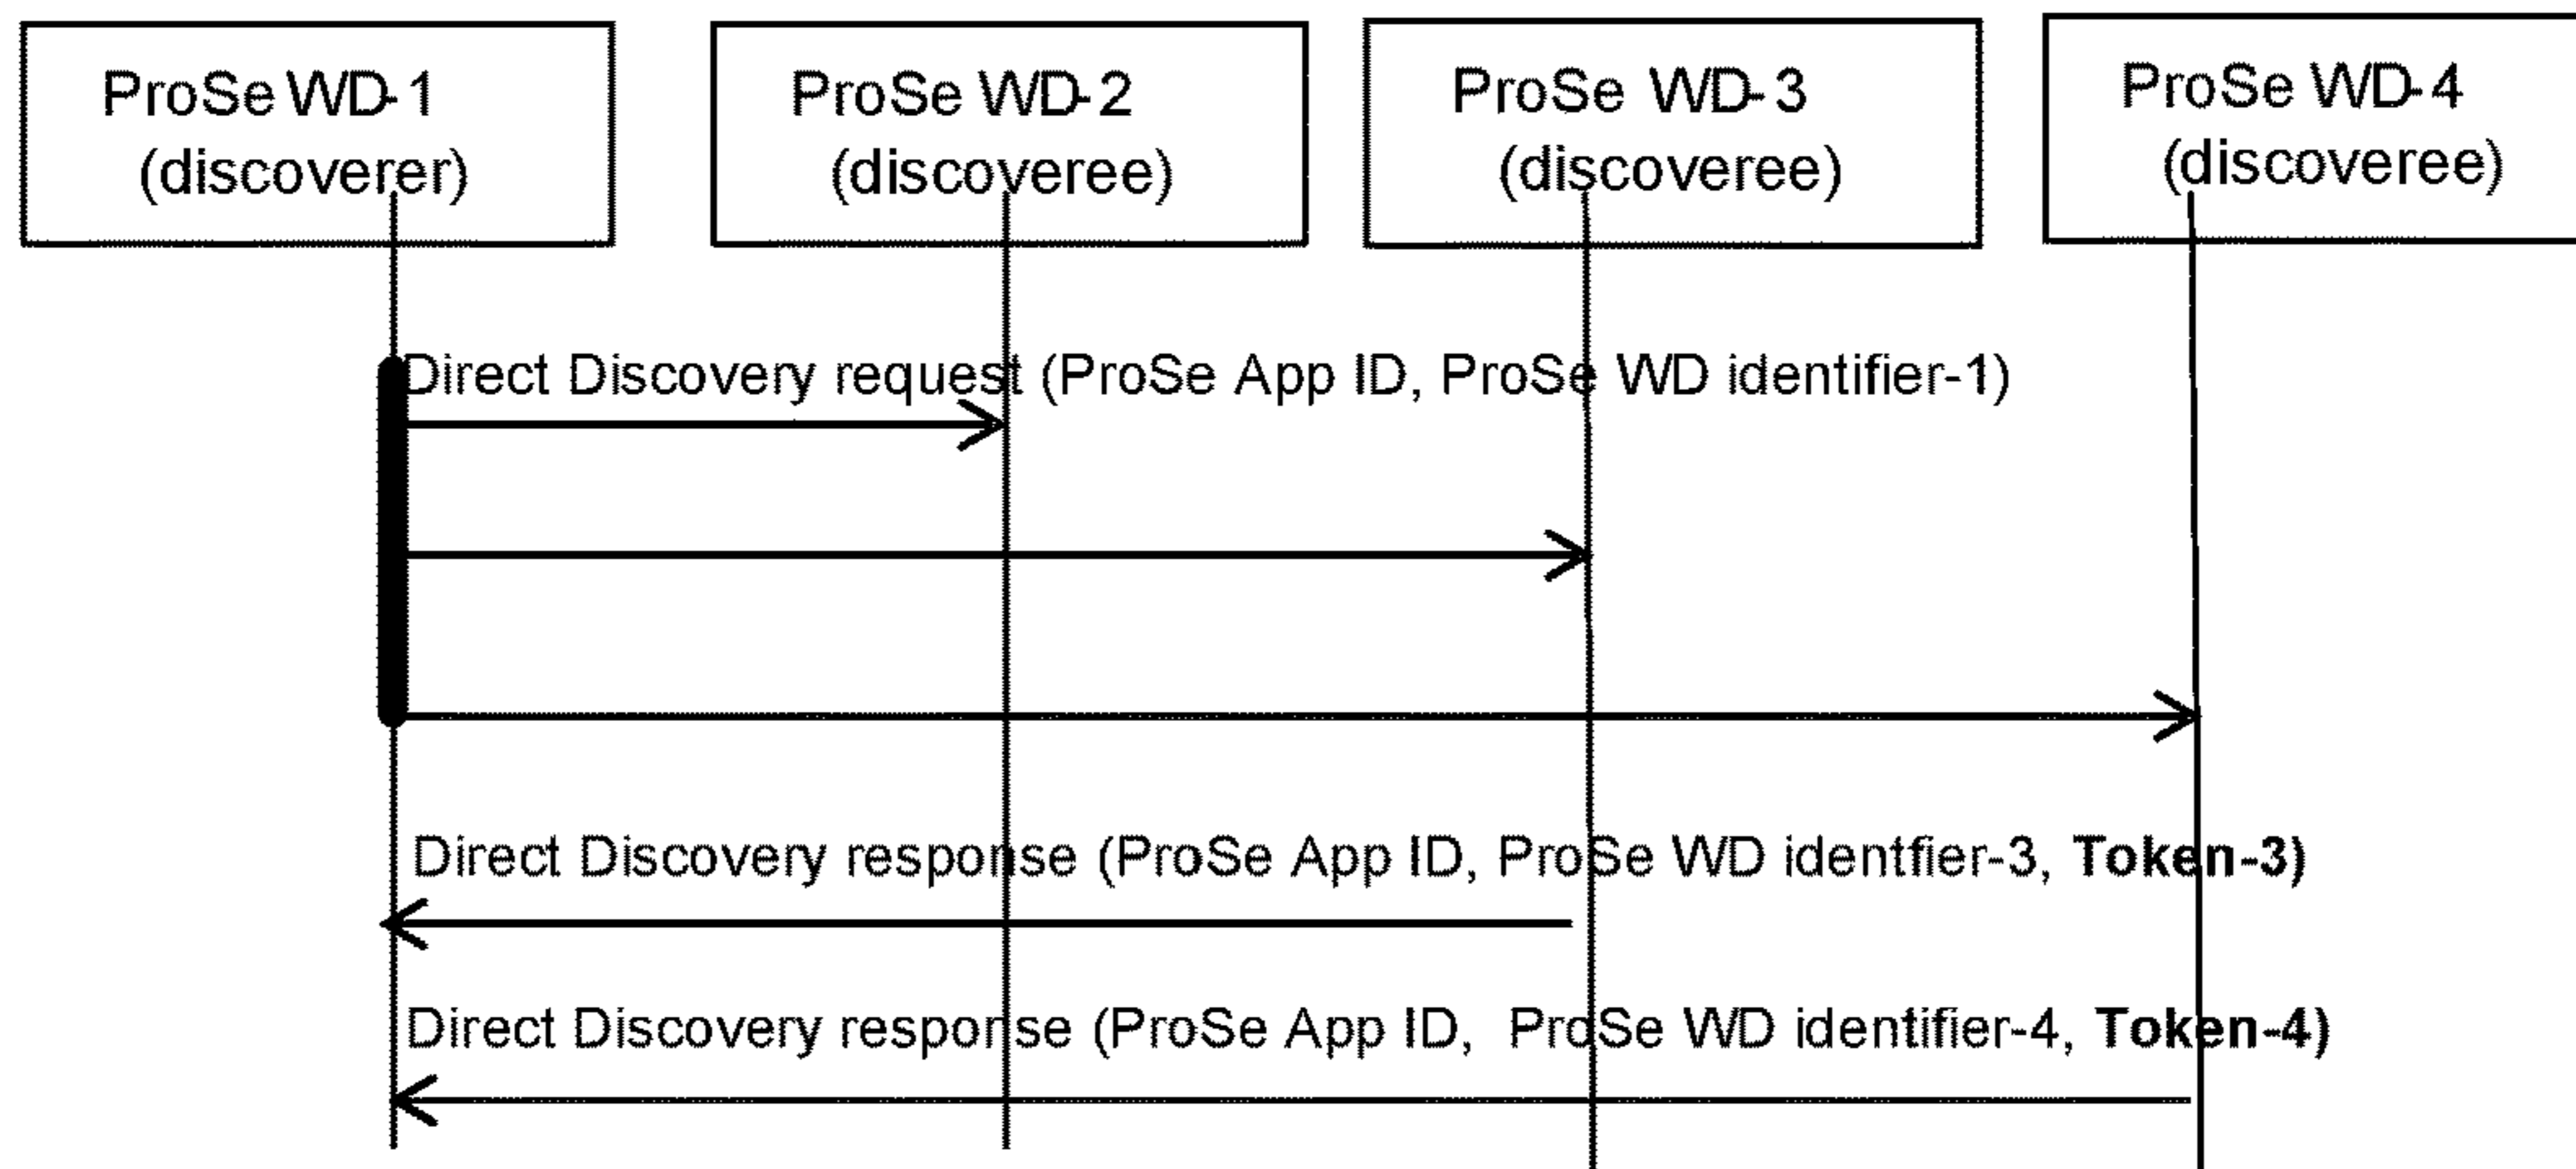 ProSe WD-1
(discoverer)
ProSe WD-2
(discoveree)
ProSe WD-3
(discoveree)
ProSe WD-4
(discoveree)
Direct Discovery request (ProSe App ID, ProSe WD identifier-1)
Direct Discovery response (ProSe App ID, ProSe WD identfier-3, Token-3)
Direct Discovery response (ProSe App ID, ProSe WD identifier-4, Token-4)